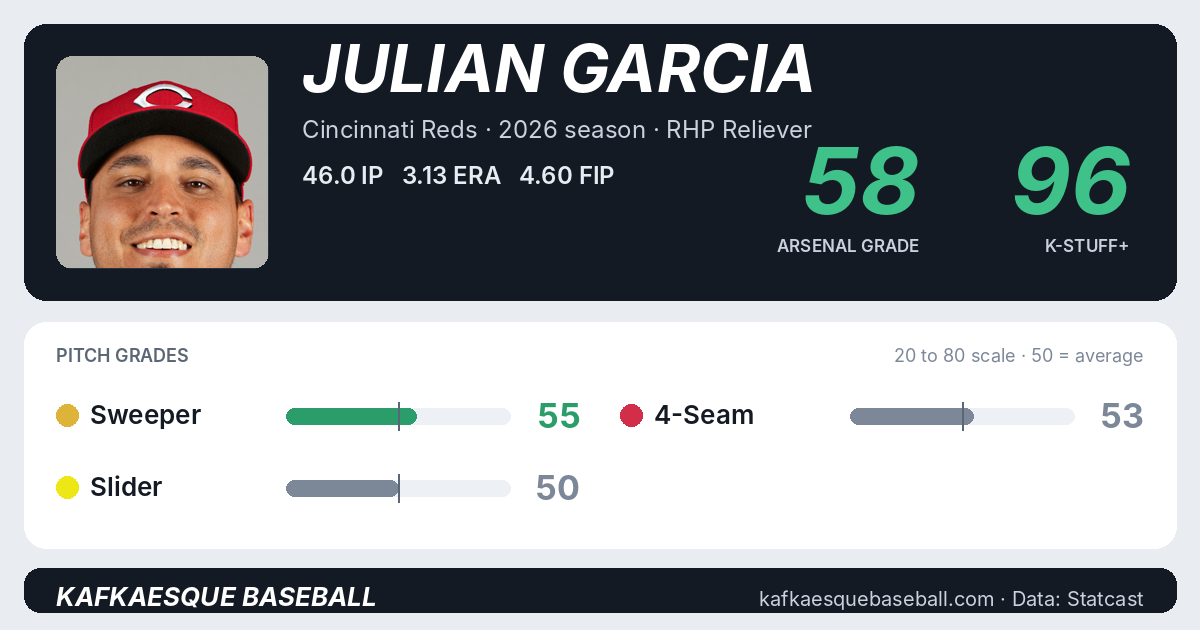 JULIAN GARCIA
Cincinnati Reds · 2026 season · RHP Reliever
46.0 IP 3.13 ERA 4.60 FIP
58 96
ARSENAL GRADE K-STUFF+
PITCH GRADES 20 to 80 scale · 50 = average
Sweeper 55 4-Seam 53
Slider 50
KAFKAESQUE BASEBALL kafkaesquebaseball.com · Data: Statcast